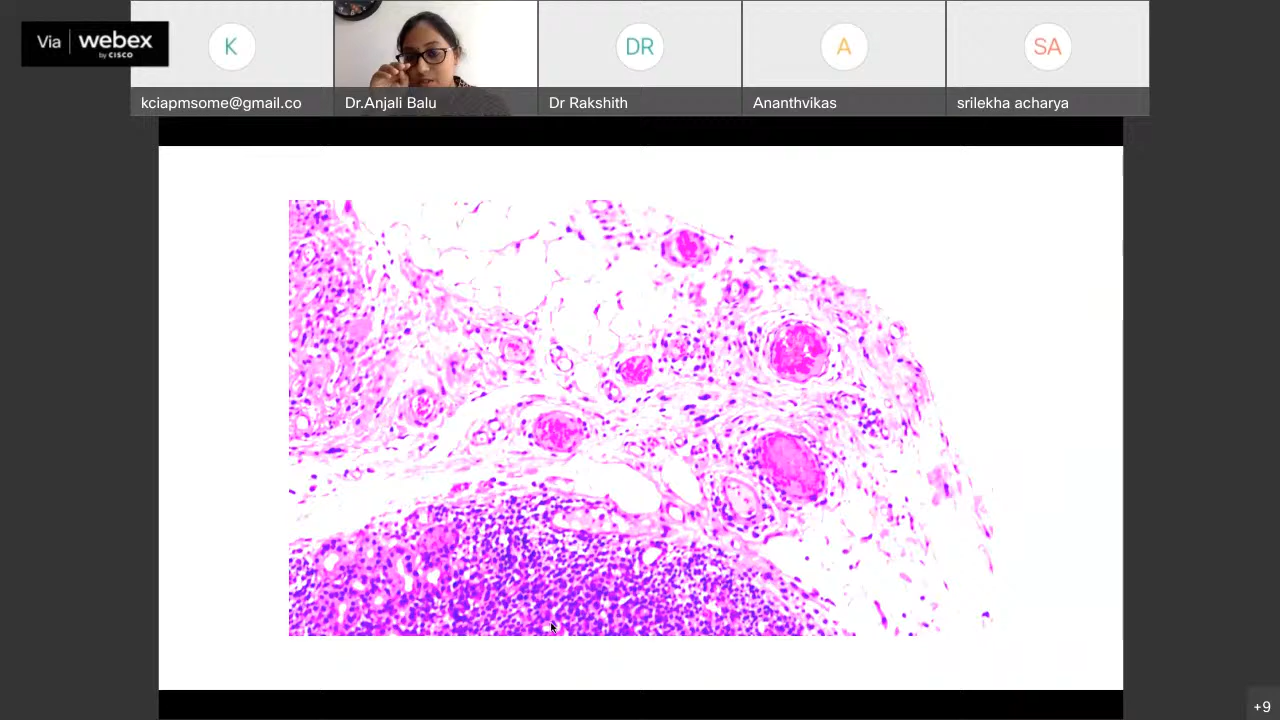 Via webex
by CISCO
K
DR
A
SA
kciapmsome@gmail.co
Dr.Anjali Balu
Dr Rakshith
Ananthvikas
srilekha acharya
+9